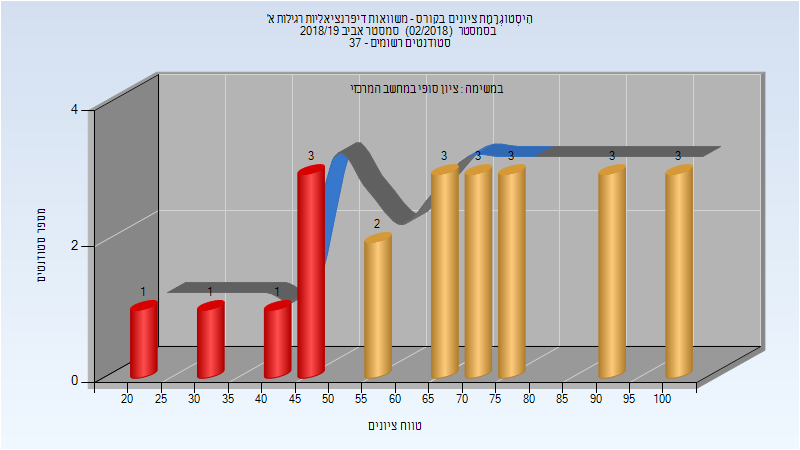 הִיסְטוגְרָמַת ציונים בקורס - משוואות דיפרנציאליות רגילות א'
בסמסטר (02/2018) סמסטר אביב 2018/19
סטודנטים רשומים - 37
במשימה : ציון סופי במחשב המרכזי
4
2
0
מספר סטודנטים
1
1
1
3
2
3
3
3
3
3
20 25 30 35 40 45 50 55 60 65 70 75 80 85 90 95 100
טווח ציונים